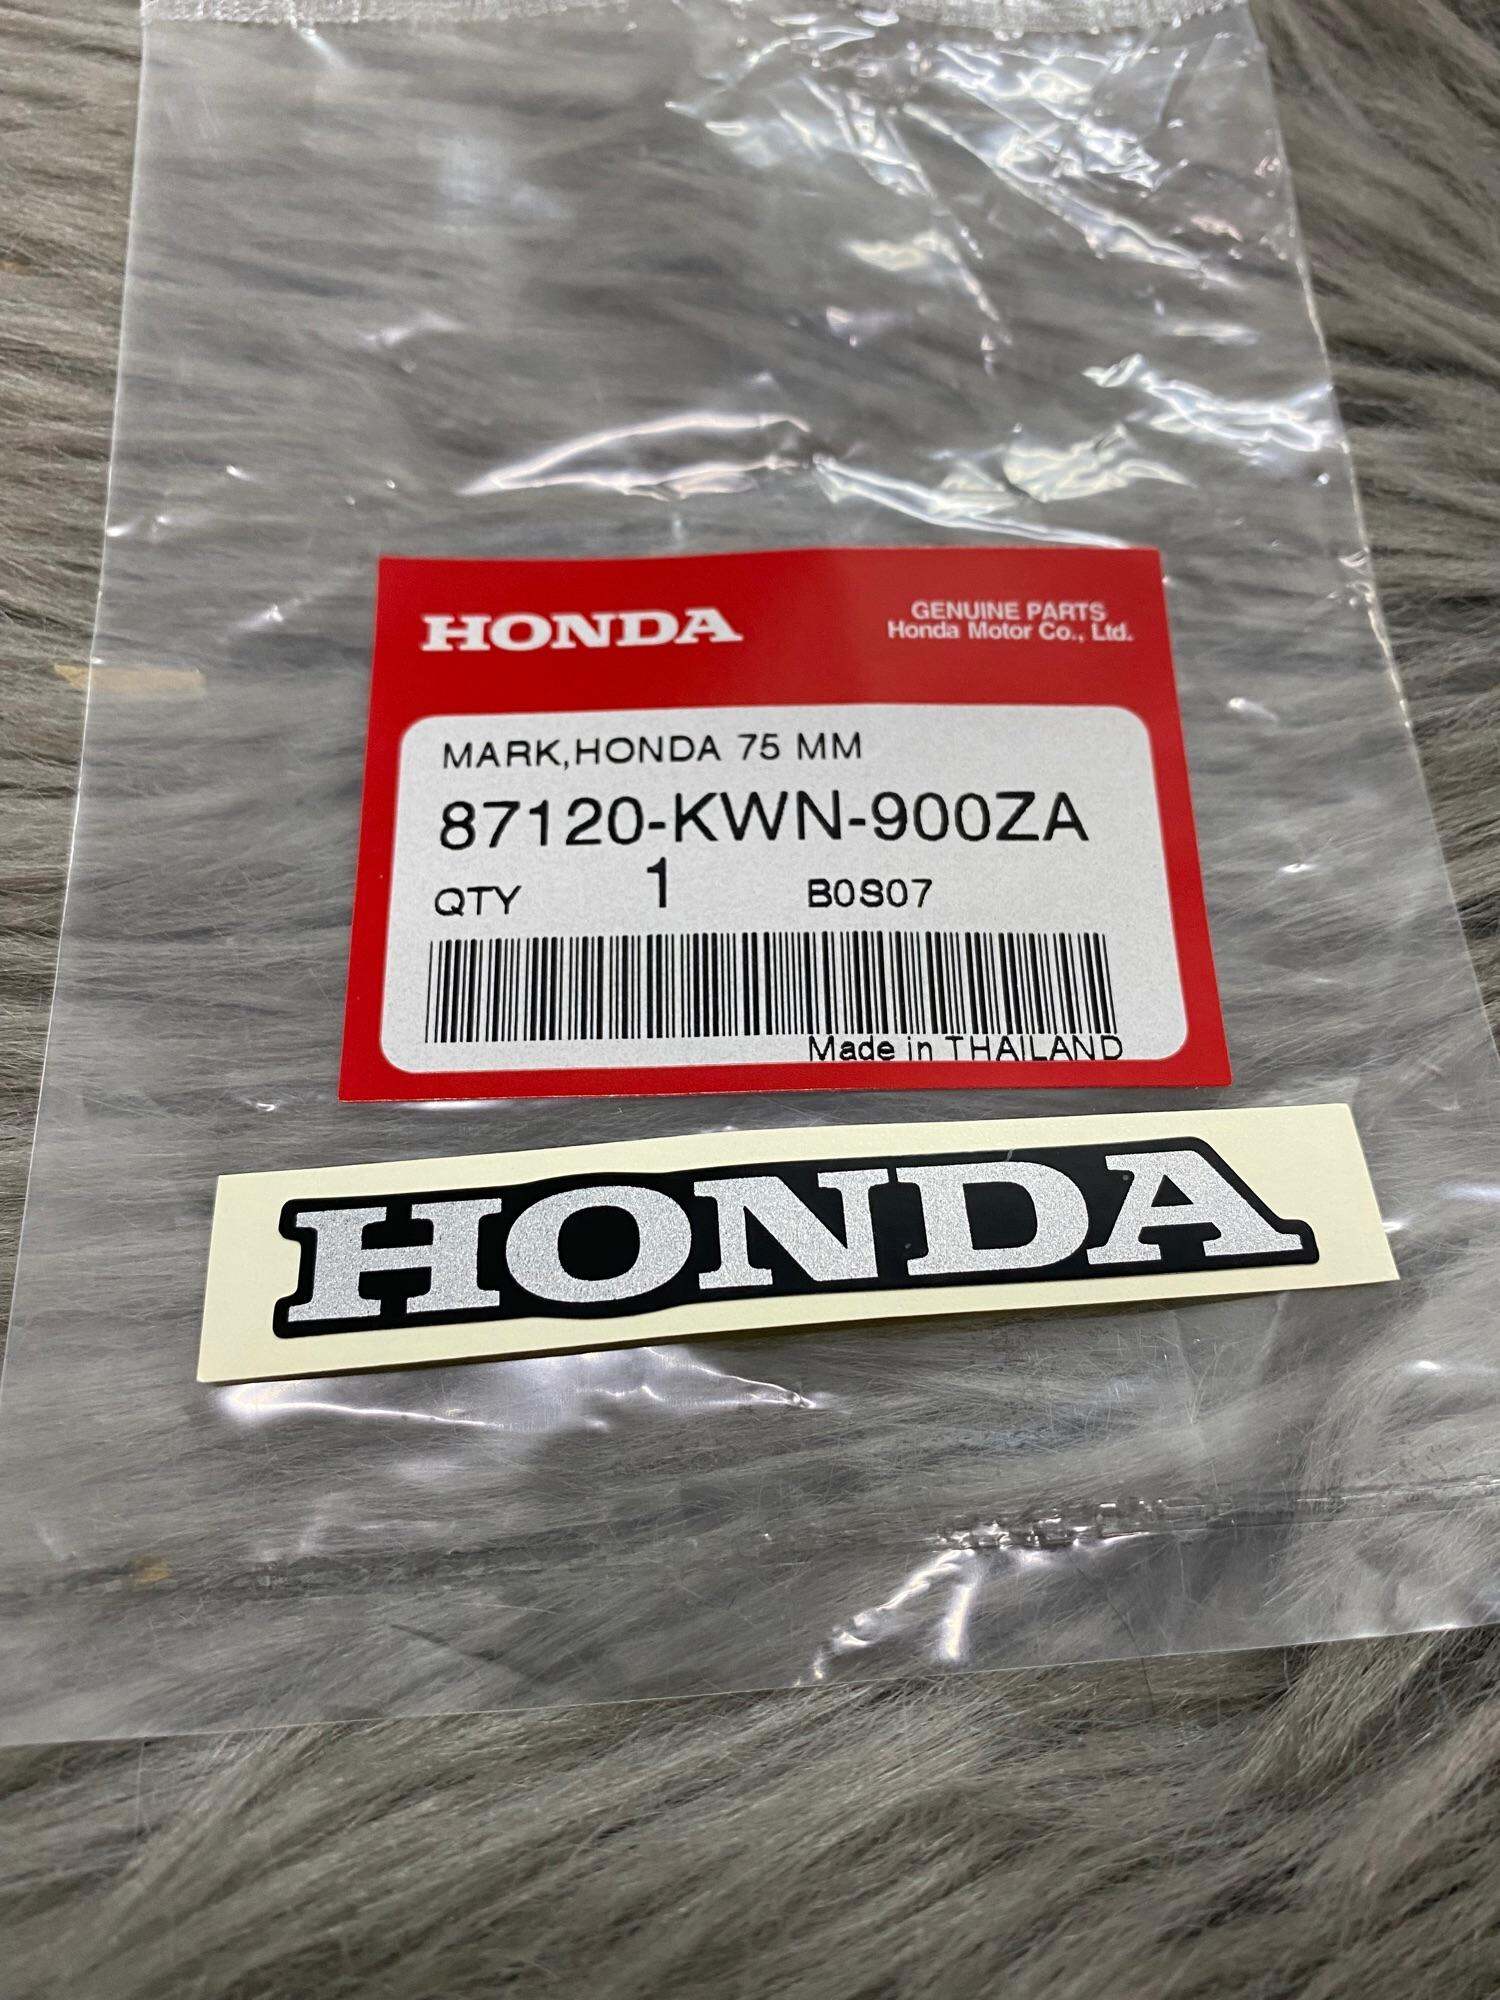 HONDA
GENUINE PARTS
Honda Motor Co., Ltd.
MARK,HONDA 75 MM
87120-KWN-900ZA
QTY 1 B0S07
Made in THAILAND
HONDA